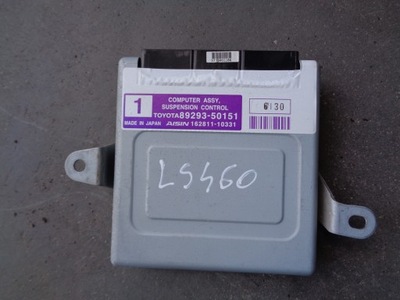 1
COMPUTER ASSY,
SUSPENSION CONTROL
TOYOTA 89293-50151
MADE IN JAPAN AISIN 162811-10331
6130
LS460